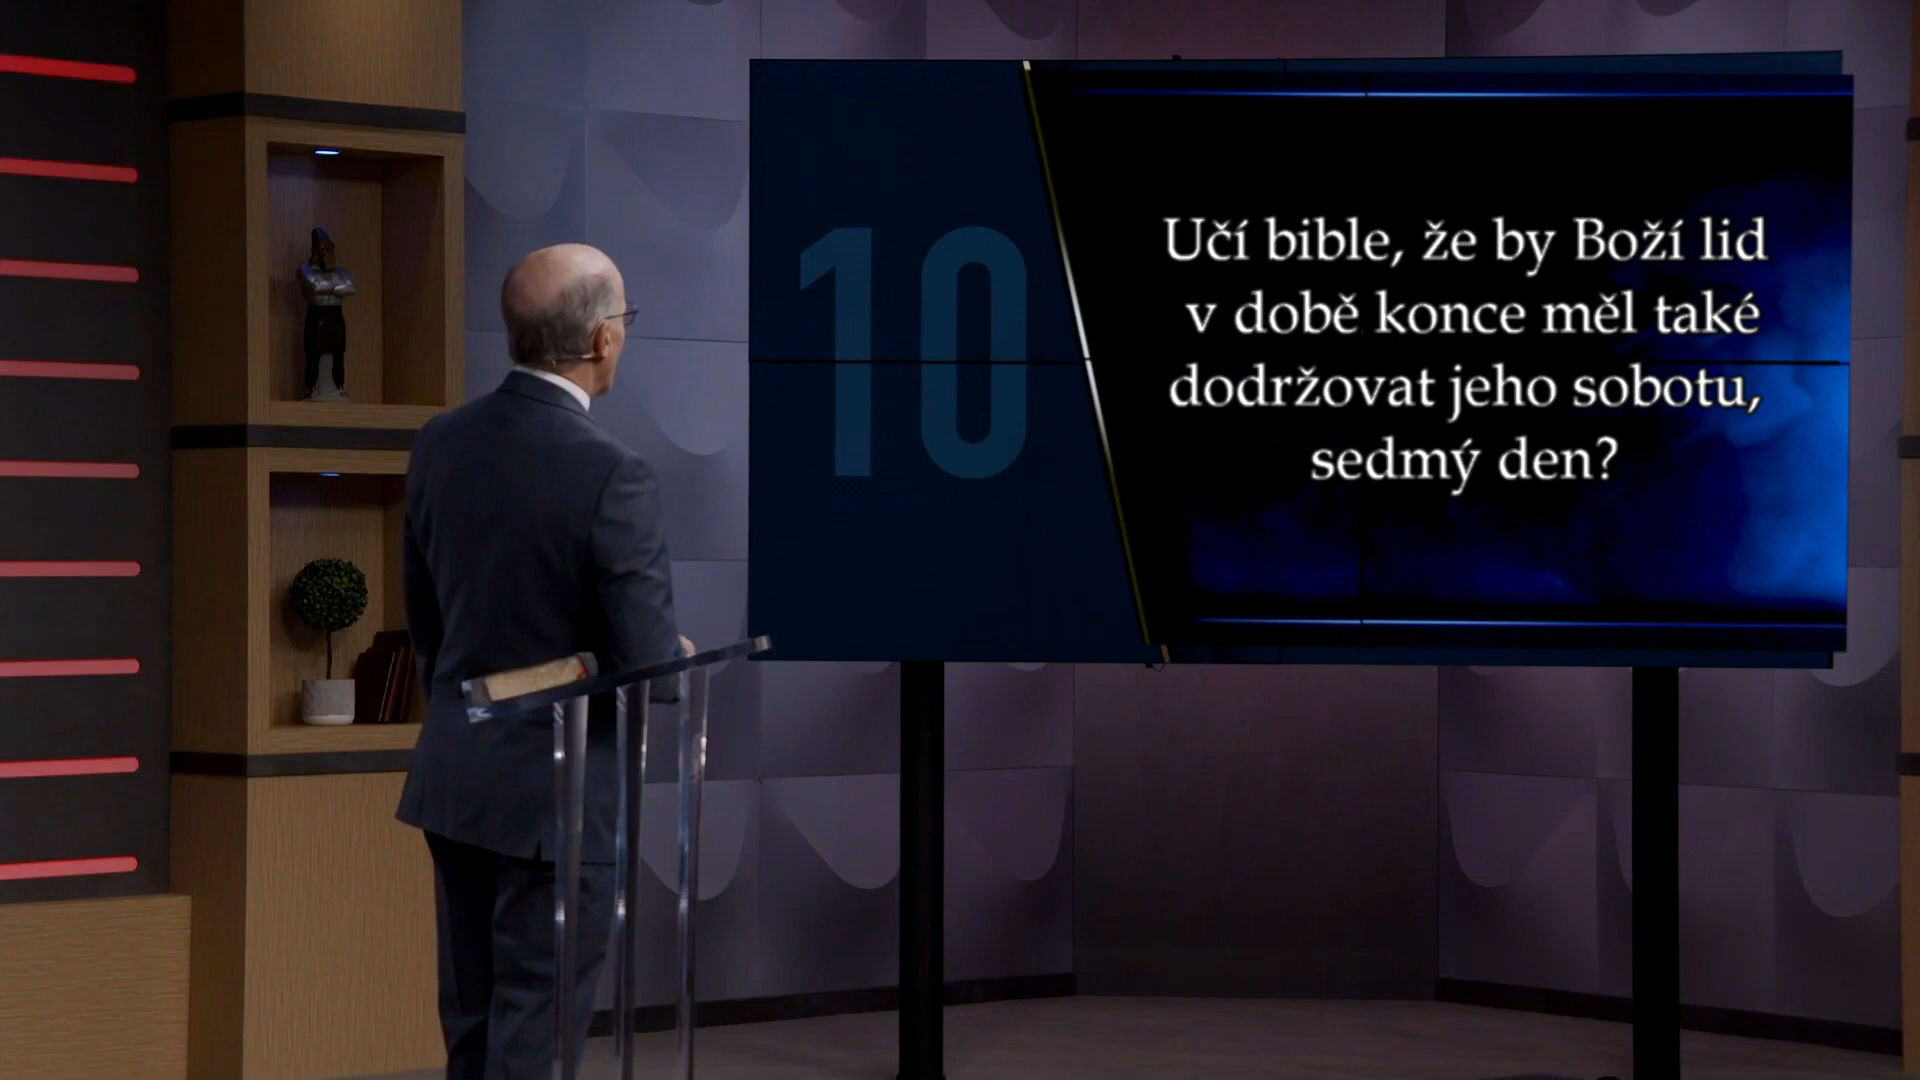 10
Učí bible, že by Boží lid
v době konce měl také
dodržovat jeho sobotu,
sedmý den?